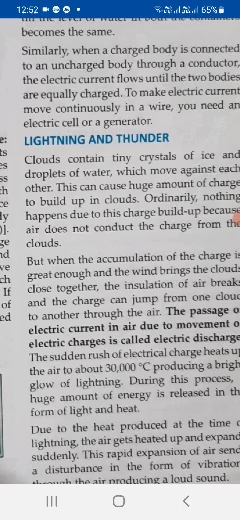 12:52
65%
becomes the same.
Similarly, when a charged body is connected
to an uncharged body through a conductor,
the electric current flows until the two bodies
are equally charged. To make electric current
move continuously in a wire, you need an
electric cell or a generator.
LIGHTNING AND THUNDER
Clouds contain tiny crystals of ice and
droplets of water, which move against each
other. This can cause huge amount of charge
to build up in clouds. Ordinarily, nothing
happens due to this charge build-up because
air does not conduct the charge from the
clouds.
But when the accumulation of the charge is
great enough and the wind brings the clouds
close together, the insulation of air breaks
and the charge can jump from one cloud
to another through the air. The passage o
electric current in air due to movement o
electric charges is called electric discharge
The sudden rush of electrical charge heats up
the air to about 30,000 °C producing a brigh
glow of lightning. During this process,
huge amount of energy is released in th
form of light and heat.
Due to the heat produced at the time o
lightning, the air gets heated up and expand
suddenly. This rapid expansion of air send
a disturbance in the form of vibration
through the air producing a loud sound.